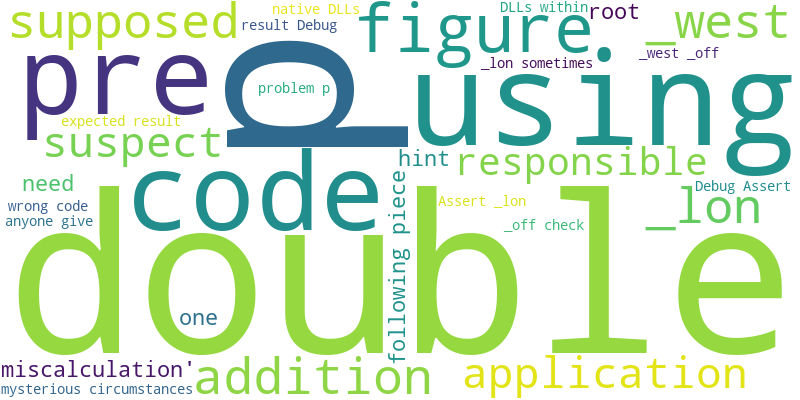 supposed
native DLLs
result Debug
figure
DLLs within
root
_west
pre
p
using
_lon sometimes
_west _off
problem p
expected result
suspect
code
hint
responsible
need
wrong code
anyone give
following piece
Assert _lon
_off check
Debug Assert
_lon
double
one
miscalculation'
mysterious circumstances
addition
application